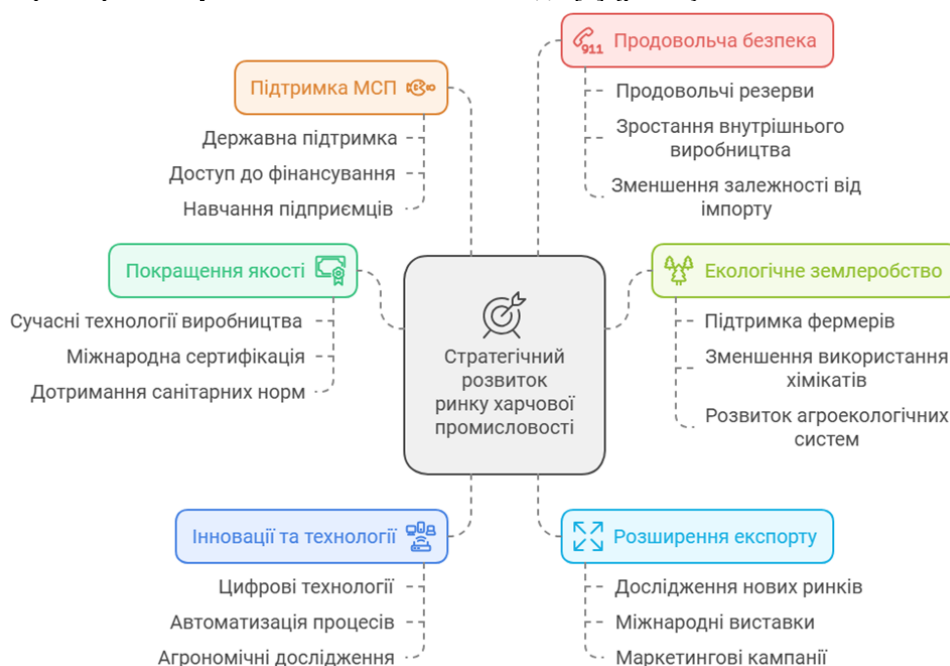 911 Продовольча безпека
Продовольчі резерви
Зростання внутрішнього
виробництва
Зменшення залежності від
імпорту
Підтримка МСП
Державна підтримка
Доступ до фінансування
Навчання підприємців
Покращення якості
Сучасні технології виробництва
Міжнародна сертифікація
Дотримання санітарних норм
Стратегічний
розвиток
ринку харчової
промисловості
Екологічне землеробство
Підтримка фермерів
Зменшення використання
хімікатів
Розвиток агроекологічних
систем
Інновації та технології
Цифрові технології
Автоматизація процесів
Агрономічні дослідження
Розширення експорту
Дослідження нових ринків
Міжнародні виставки
Маркетингові кампанії